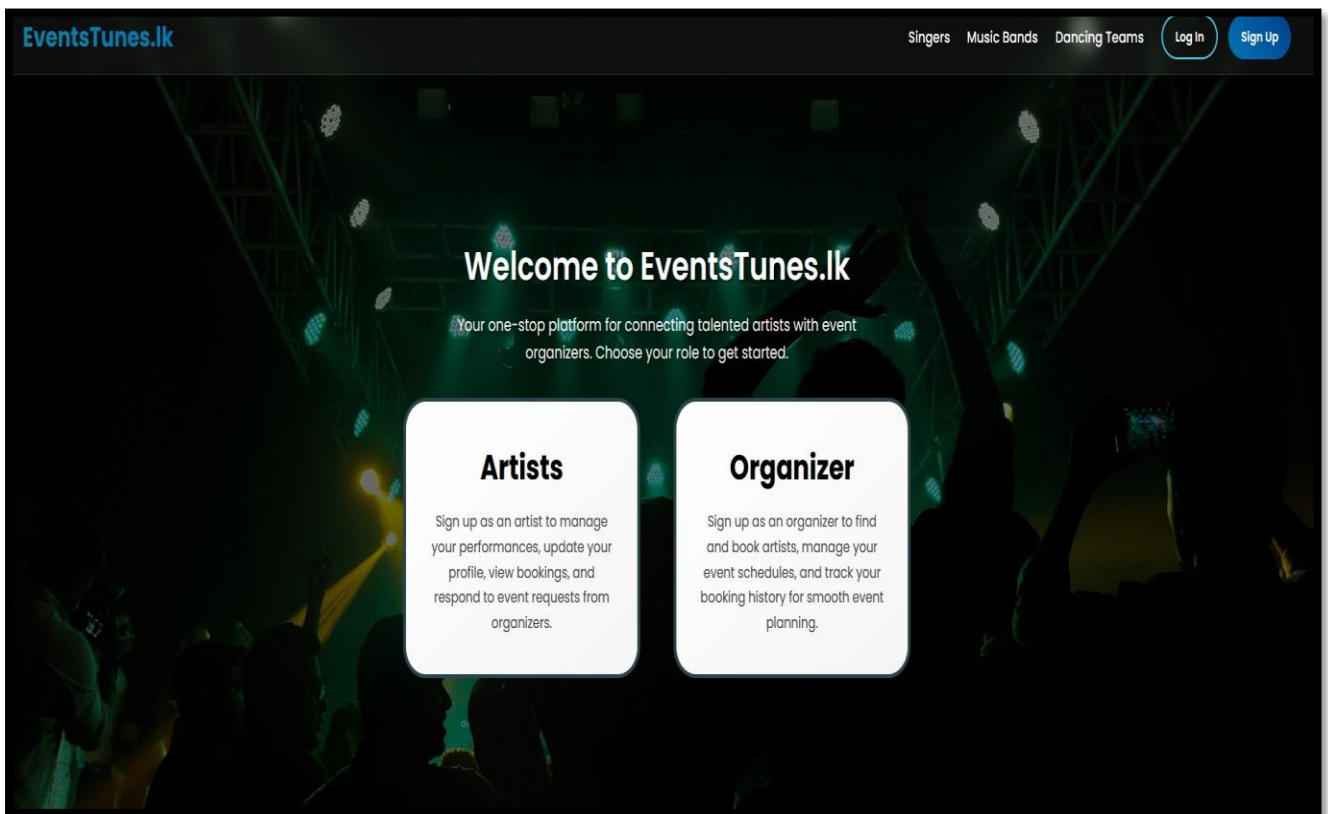 EventsTunes.lk
Singers Music Bands Dancing Teams Log In Sign Up
Welcome to EventsTunes.lk
Your one-stop platform for connecting talented artists with event
organizers. Choose your role to get started.
Artists
Sign up as an artist to manage
your performances, update your
profile, view bookings, and
respond to event requests from
organizers.
Organizer
Sign up as an organizer to find
and book artists, manage your
event schedules, and track your
booking history for smooth event
planning.